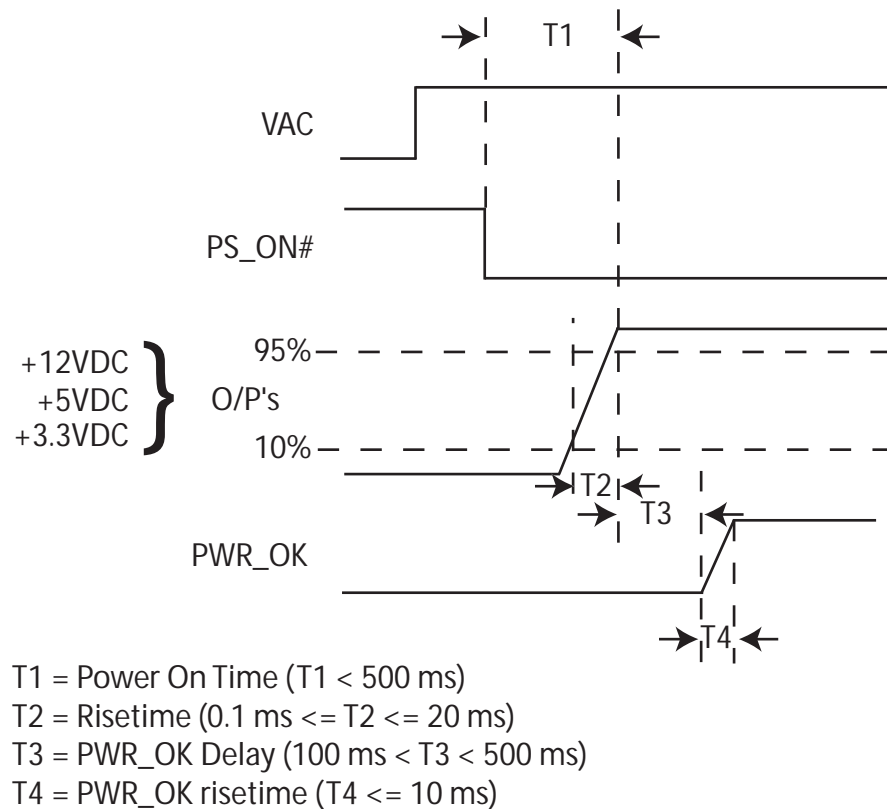 T1
VAC
PS_ON#
+12VDC
+5VDC
+3.3VDC
}
95%
O/P's
10%
T2
T3
PWR_OK
T4
T1 = Power On Time (T1 < 500 ms)
T2 = Risetime (0.1 ms <= T2 <= 20 ms)
T3 = PWR_OK Delay (100 ms < T3 < 500 ms)
T4 = PWR_OK risetime (T4 <= 10 ms)